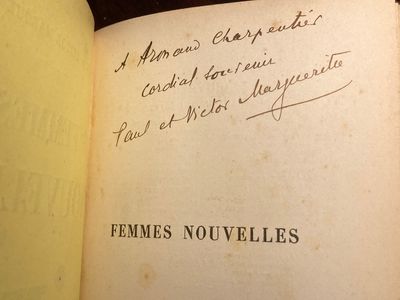 A Armand Charpentier
cordial souvenir
Paul et Victor Margueritte
FEMMES NOUVELLES